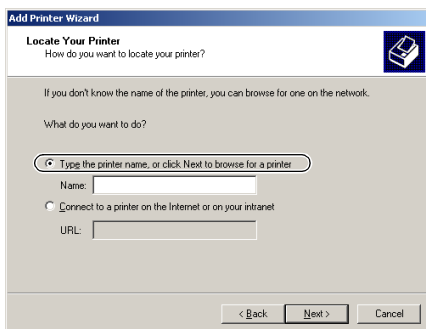 Add Printer Wizard
Locate Your Printer
How do you want to locate your printer?
If you don't know the name of the printer, you can browse for one on the network.
What do you want to do?
Type the printer name, or click Next to browse for a printer
Name:
Connect to a printer on the Internet or on your intranet
URL:
< Back Next > Cancel